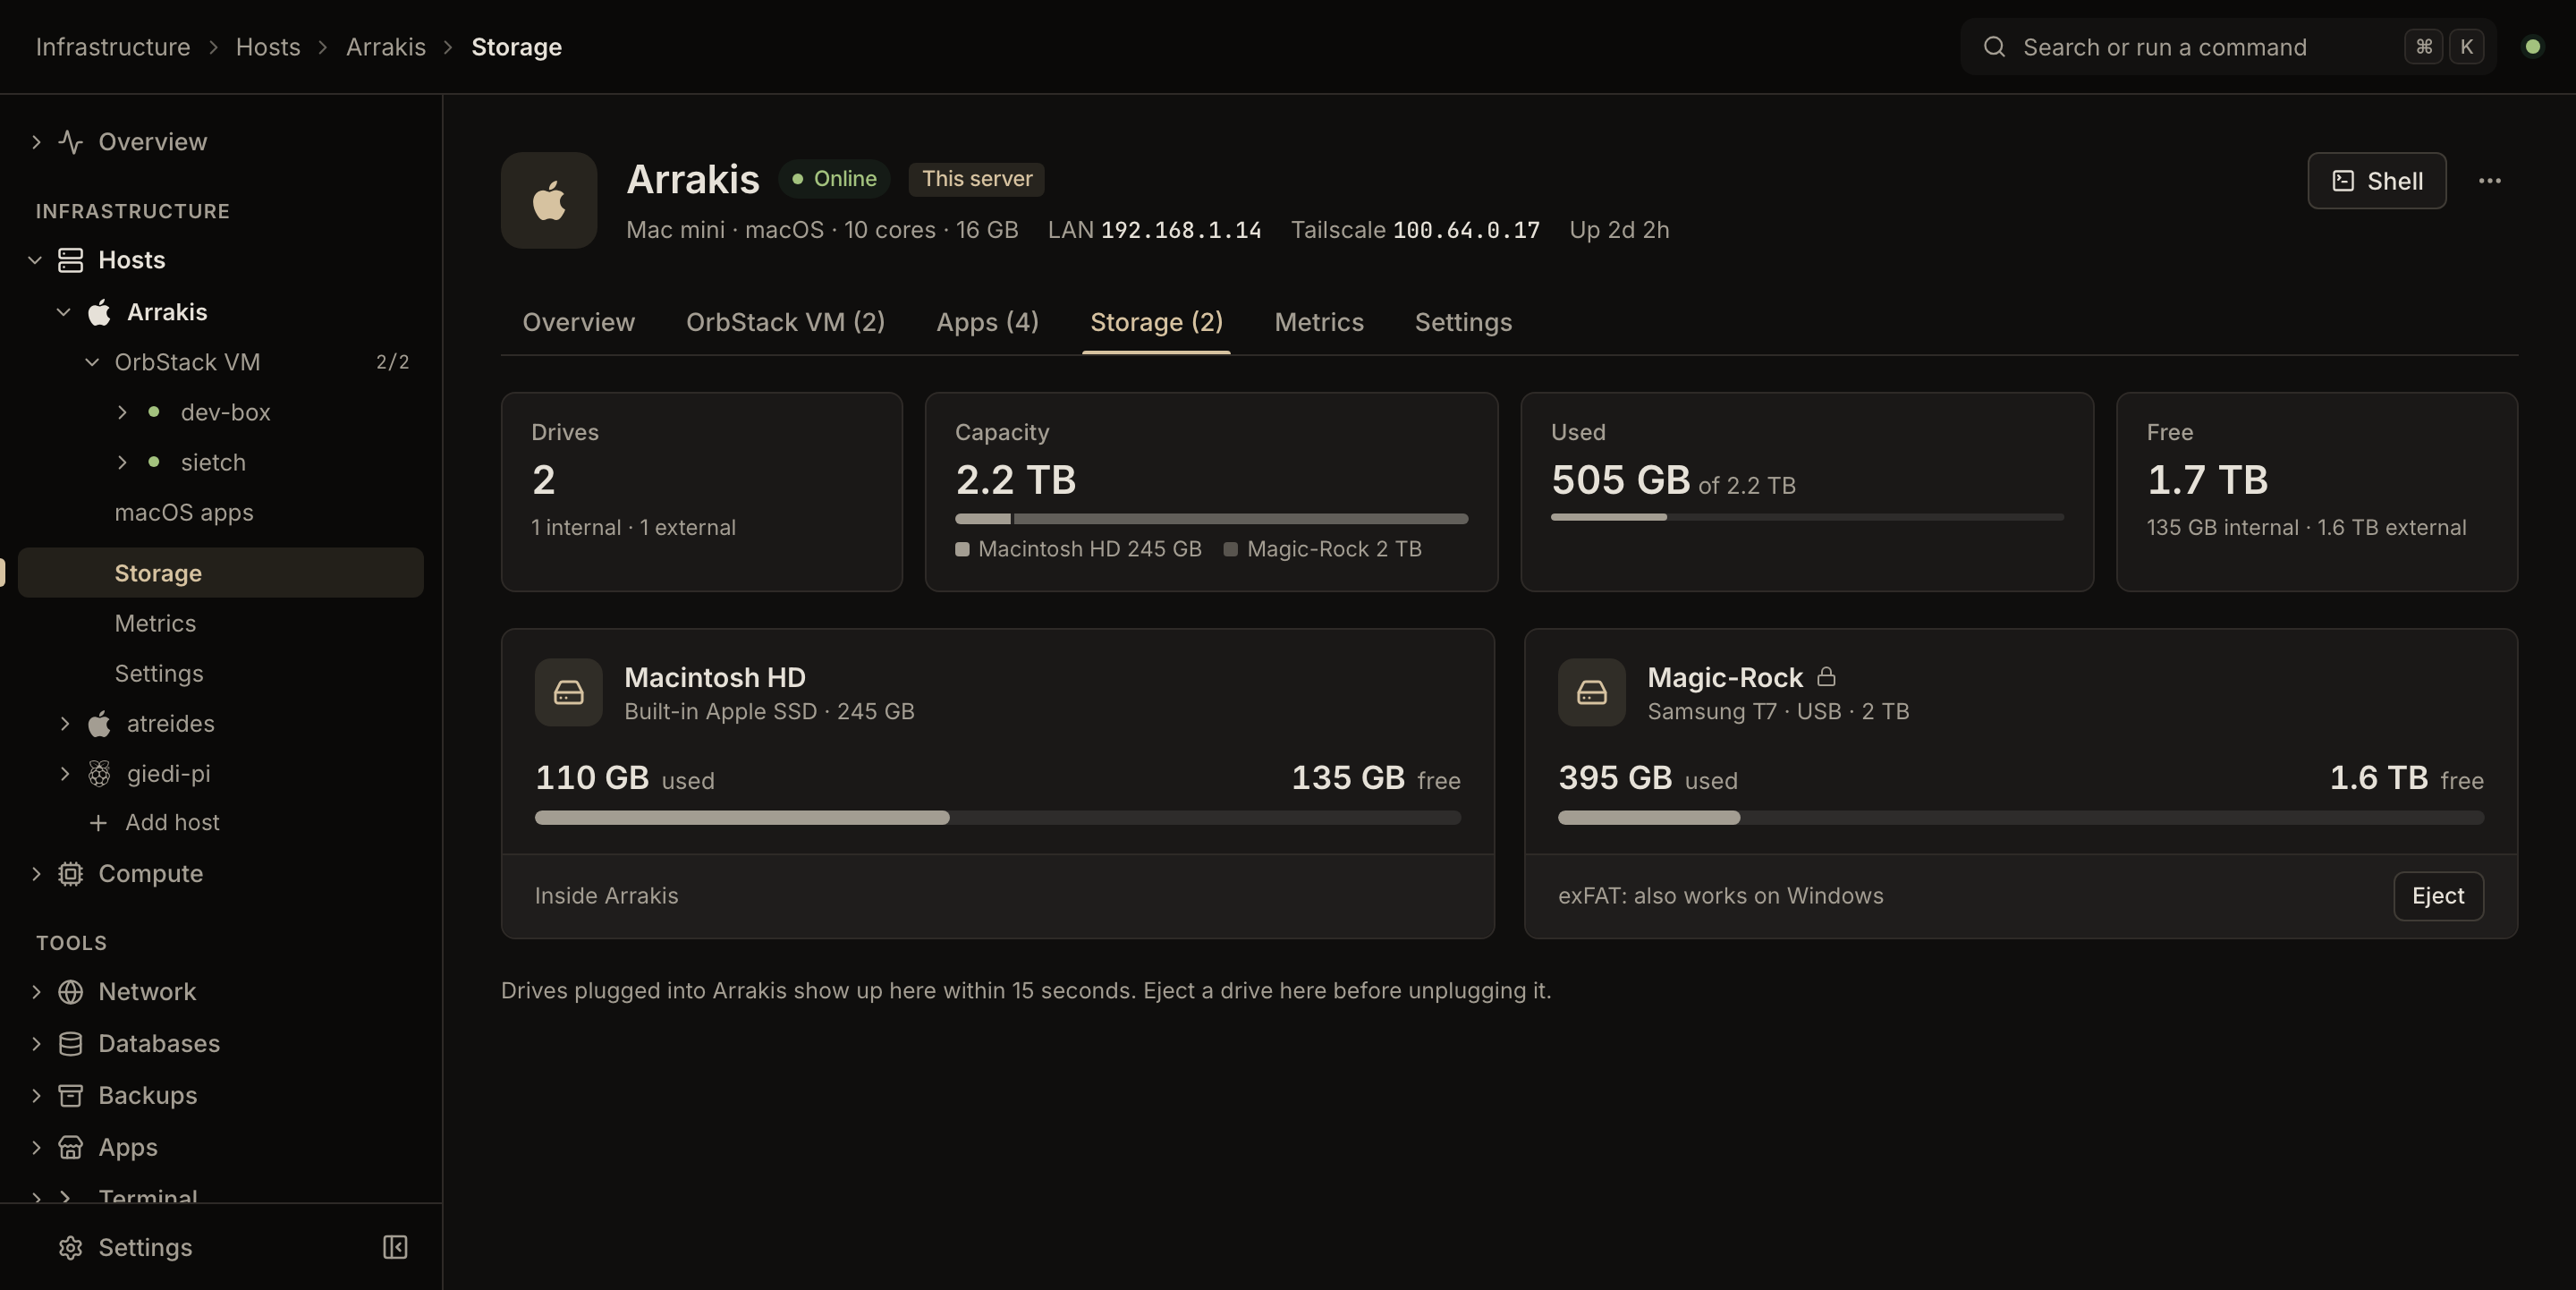 Infrastructure > Hosts > Arrakis > Storage
Search or run a command ⌘ K
Overview
INFRASTRUCTURE
Hosts
Arrakis
OrbStack VM 2/2
dev-box
sietch
macOS apps
Storage
Metrics
Settings
atreides
giedi-pi
Add host
Compute
TOOLS
Network
Databases
Backups
Apps
Terminal
Settings
Arrakis Online This server
Shell
Mac mini · macOS · 10 cores · 16 GB LAN 192.168.1.14 Tailscale 100.64.0.17 Up 2d 2h
Overview OrbStack VM (2) Apps (4) Storage (2) Metrics Settings
Drives
2
1 internal · 1 external
Capacity
2.2 TB
Macintosh HD 245 GB Magic-Rock 2 TB
Used
505 GB of 2.2 TB
Free
1.7 TB
135 GB internal · 1.6 TB external
Macintosh HD
Built-in Apple SSD · 245 GB
110 GB used 135 GB free
Inside Arrakis
Magic-Rock
Samsung T7 · USB · 2 TB
395 GB used 1.6 TB free
exFAT: also works on Windows Eject
Drives plugged into Arrakis show up here within 15 seconds. Eject a drive here before unplugging it.